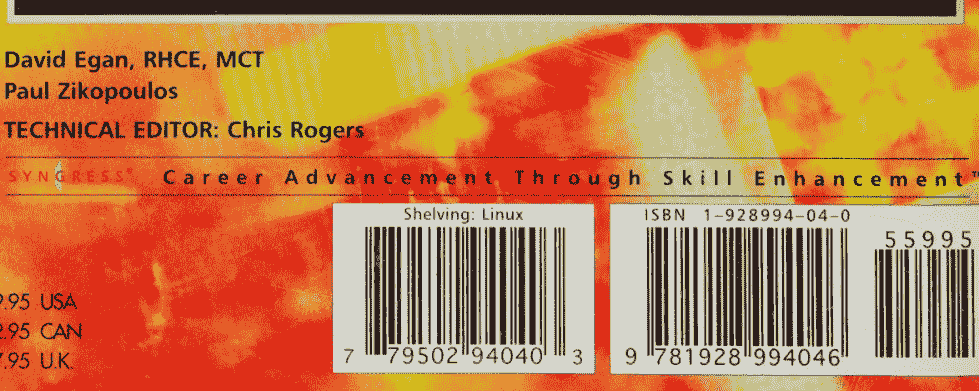 David Egan, RHCE, MCT
Paul Zikopoulos
TECHNICAL EDITOR: Chris Rogers
SYNGRESS® Career Advancement Through Skill Enhancement™
Shelving: Linux
ISBN 1-928994-04-0
55995
.95 USA
.95 CAN
.95 U.K.
7 79502 94040 3
9 781928 994046